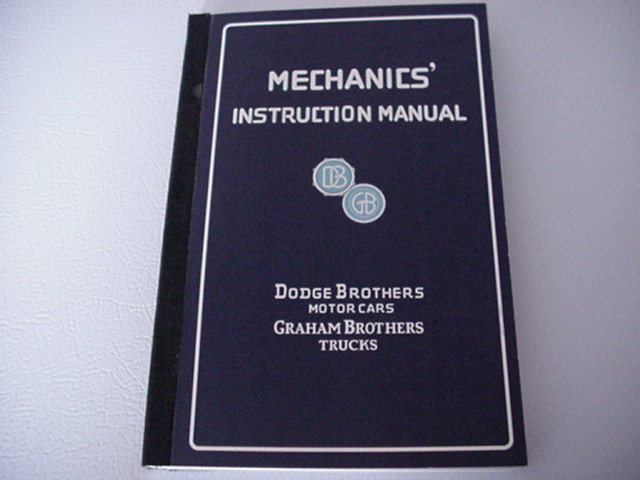 MECHANICS'
INSTRUCTION MANUAL
DB
GB
DODGE BROTHERS
MOTOR CARS
GRAHAM BROTHERS
TRUCKS